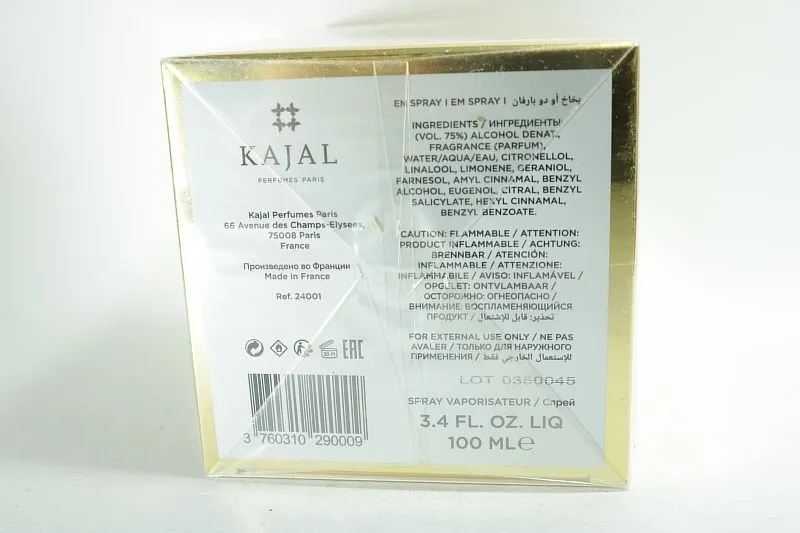 KAJAL
PERFUMES PARIS
Kajal Perfumes Paris
66 Avenue des Champs-Elysees,
75008 Paris
France
Произведено во Франции
Made in France
Ref. 24001
EAC
3 760310 290009
EN SPRAY I EM SPRAY I بخاخ أو دو بارفان
INGREDIENTS / ИНГРЕДИЕНТЫ
(VOL. 75%) ALCOHOL DENAT.,
FRAGRANCE (PARFUM),
WATER/AQUA/EAU, CITRONELLOL,
LINALOOL, LIMONENE, GERANIOL,
FARNESOL, AMYL CINNAMAL, BENZYL
ALCOHOL, EUGENOL, CITRAL, BENZYL
SALICYLATE, HEXYL CINNAMAL,
BENZYL BENZOATE.
CAUTION: FLAMMABLE / ATTENTION:
PRODUCT INFLAMMABLE / ACHTUNG:
BRENNBAR / ATENCIÓN:
INFLAMMABLE / ATTENZIONE:
INFLAMMABILE / AVISO: INFLAMÁVEL /
OPGELET: ONTVLAMBAAR /
ОСТОРОЖНО: ОГНЕОПАСНО /
ВНИМАНИЕ: ВОСПЛАМЕНЯЮЩИЙСЯ
ПРОДУКТ / تحذير: قابل للإشتعال
FOR EXTERNAL USE ONLY / NE PAS
AVALER / ТОЛЬКО ДЛЯ НАРУЖНОГО
ПРИМЕНЕНИЯ / للإستعمال الخارجي فقط
LOT 0350045
SPRAY VAPORISATEUR / Спрей
3.4 FL. OZ. LIQ
100 ML℮